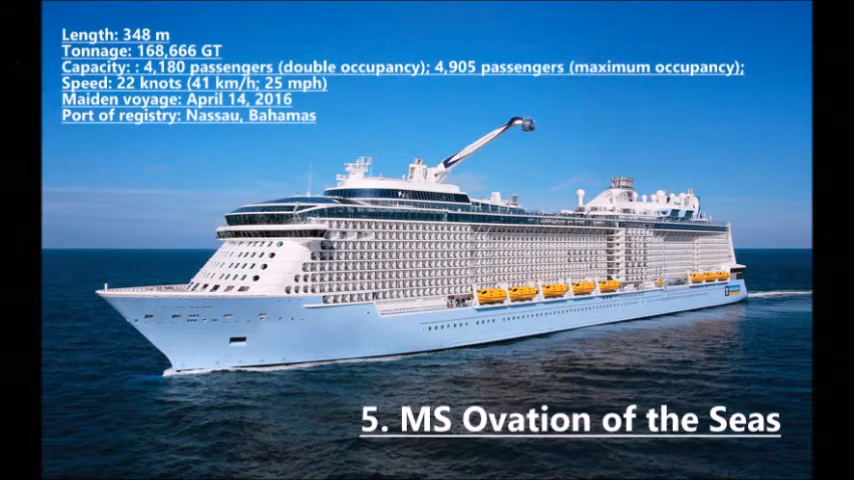 Length: 348 m
Tonnage: 168,666 GT
Capacity: : 4,180 passengers (double occupancy); 4,905 passengers (maximum occupancy);
Speed: 22 knots (41 km/h; 25 mph)
Maiden voyage: April 14, 2016
Port of registry: Nassau, Bahamas
5. MS Ovation of the Seas